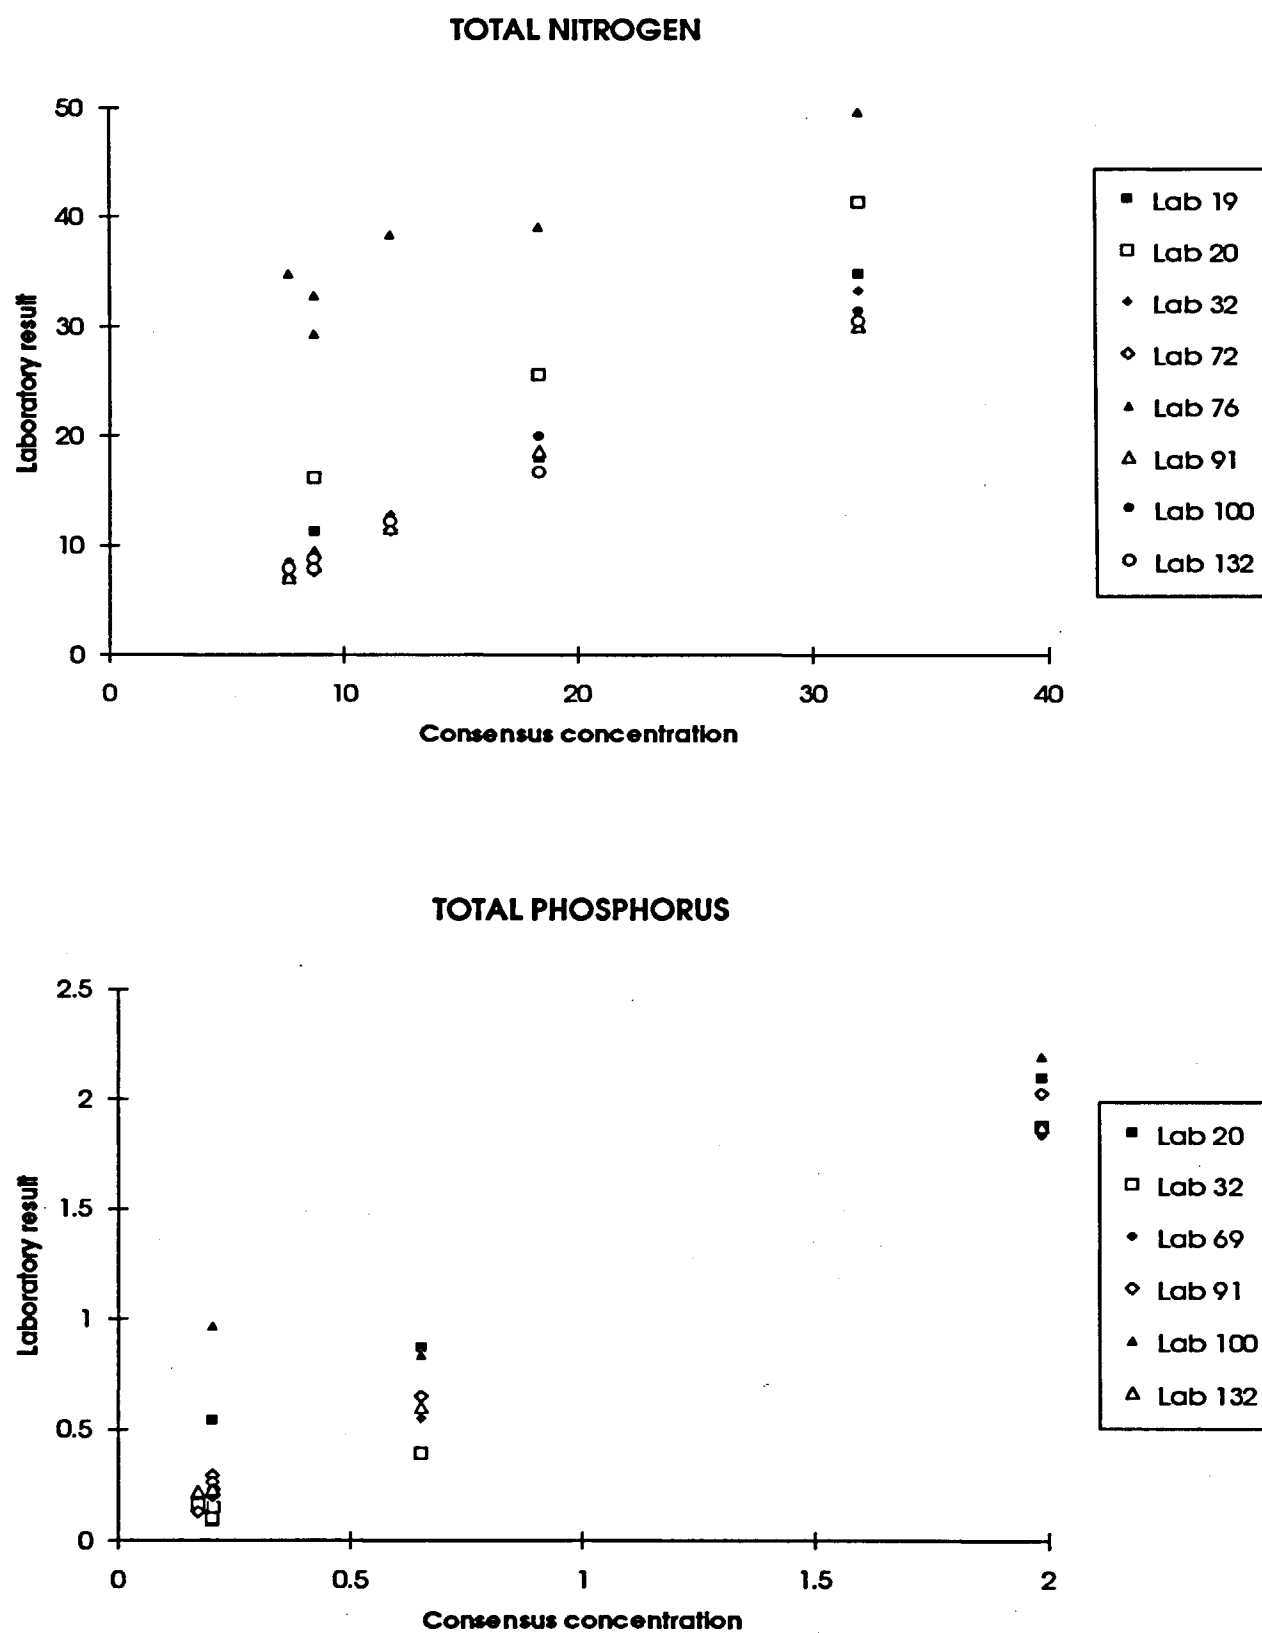 TOTAL NITROGEN
50
40
30
20
10
0
Laboratory result
0 10 20 30 40
Consensus concentration
Lab 19
Lab 20
Lab 32
Lab 72
Lab 76
Lab 91
Lab 100
Lab 132
TOTAL PHOSPHORUS
2.5
2
1.5
1
0.5
0
Laboratory result
0 0.5 1 1.5 2
Consensus concentration
Lab 20
Lab 32
Lab 69
Lab 91
Lab 100
Lab 132